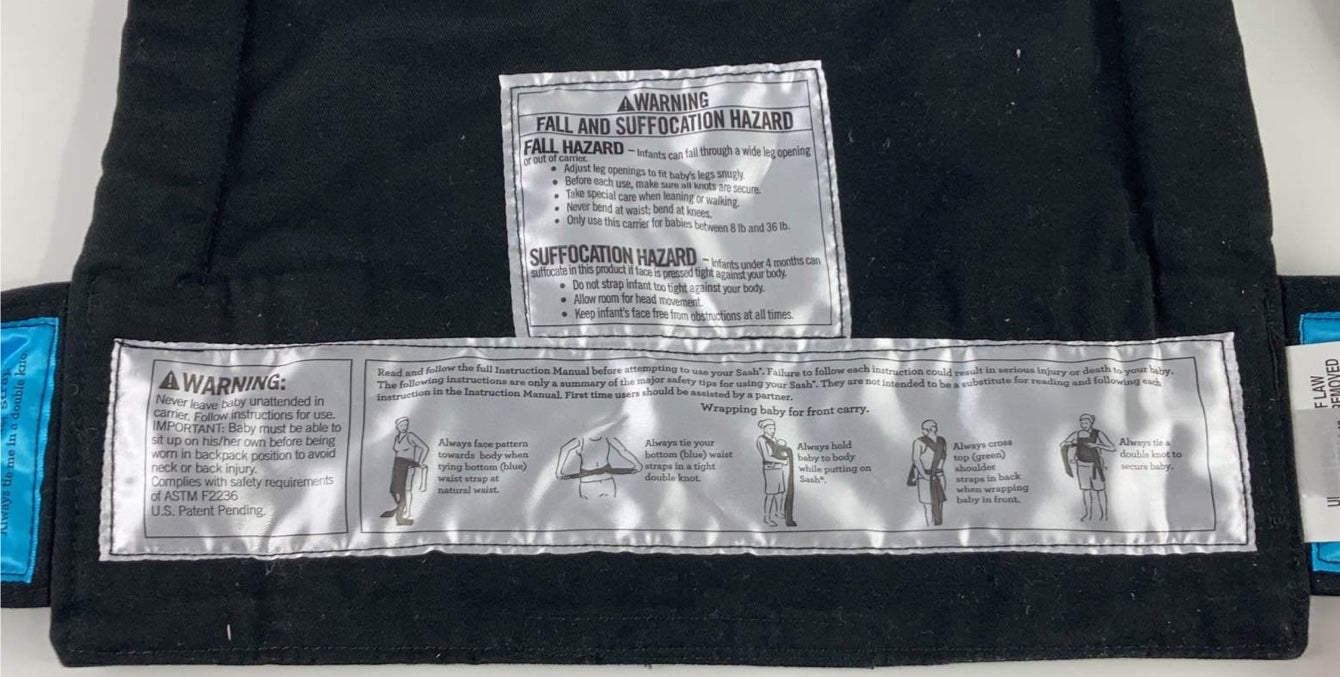 WARNING
FALL AND SUFFOCATION HAZARD
FALL HAZARD – Infants can fall through a wide leg opening
or out of carrier.
• Adjust leg openings to fit baby's legs snugly.
• Before each use, make sure all knots are secure.
• Take special care when leaning or walking.
• Never bend at waist; bend at knees.
• Only use this carrier for babies between 8 lb and 36 lb.
SUFFOCATION HAZARD – Infants under 4 months can
suffocate in this product if face is pressed tight against your body.
• Do not strap infant too tight against your body.
• Allow room for head movement.
• Keep infant's face free from obstructions at all times.
WARNING:
Never leave baby unattended in
carrier. Follow instructions for use.
IMPORTANT: Baby must be able to
sit up on his/her own before being
worn in backpack position to avoid
neck or back injury.
Complies with safety requirements
of ASTM F2236
U.S. Patent Pending.
Read and follow the full Instruction Manual before attempting to use your Sash*. Failure to follow each instruction could result in serious injury or death to your baby.
The following instructions are only a summary of the major safety tips for using your Sash*. They are not intended to be a substitute for reading and following each
instruction in the Instruction Manual. First time users should be assisted by a partner.
Wrapping baby for front carry.
Always face pattern
towards body when
tying bottom (blue)
waist strap at
natural waist.
Always tie your
bottom (blue) waist
straps in a tight
double knot.
Always hold
baby to body
while putting on
Sash*.
Always cross
top (green)
shoulder
straps in back
when wrapping
baby in front.
Always tie a
double knot to
secure baby.
Always tie me in a double kno
F LAW
EMOVED